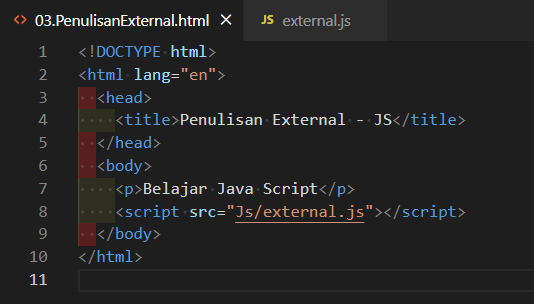 03.PenulisanExternal.html × JS external.js
1 <!DOCTYPE html>
2 <html lang="en">
3   <head>
4     <title>Penulisan External - JS</title>
5   </head>
6   <body>
7     <p>Belajar Java Script</p>
8     <script src="Js/external.js"></script>
9   </body>
10 </html>
11